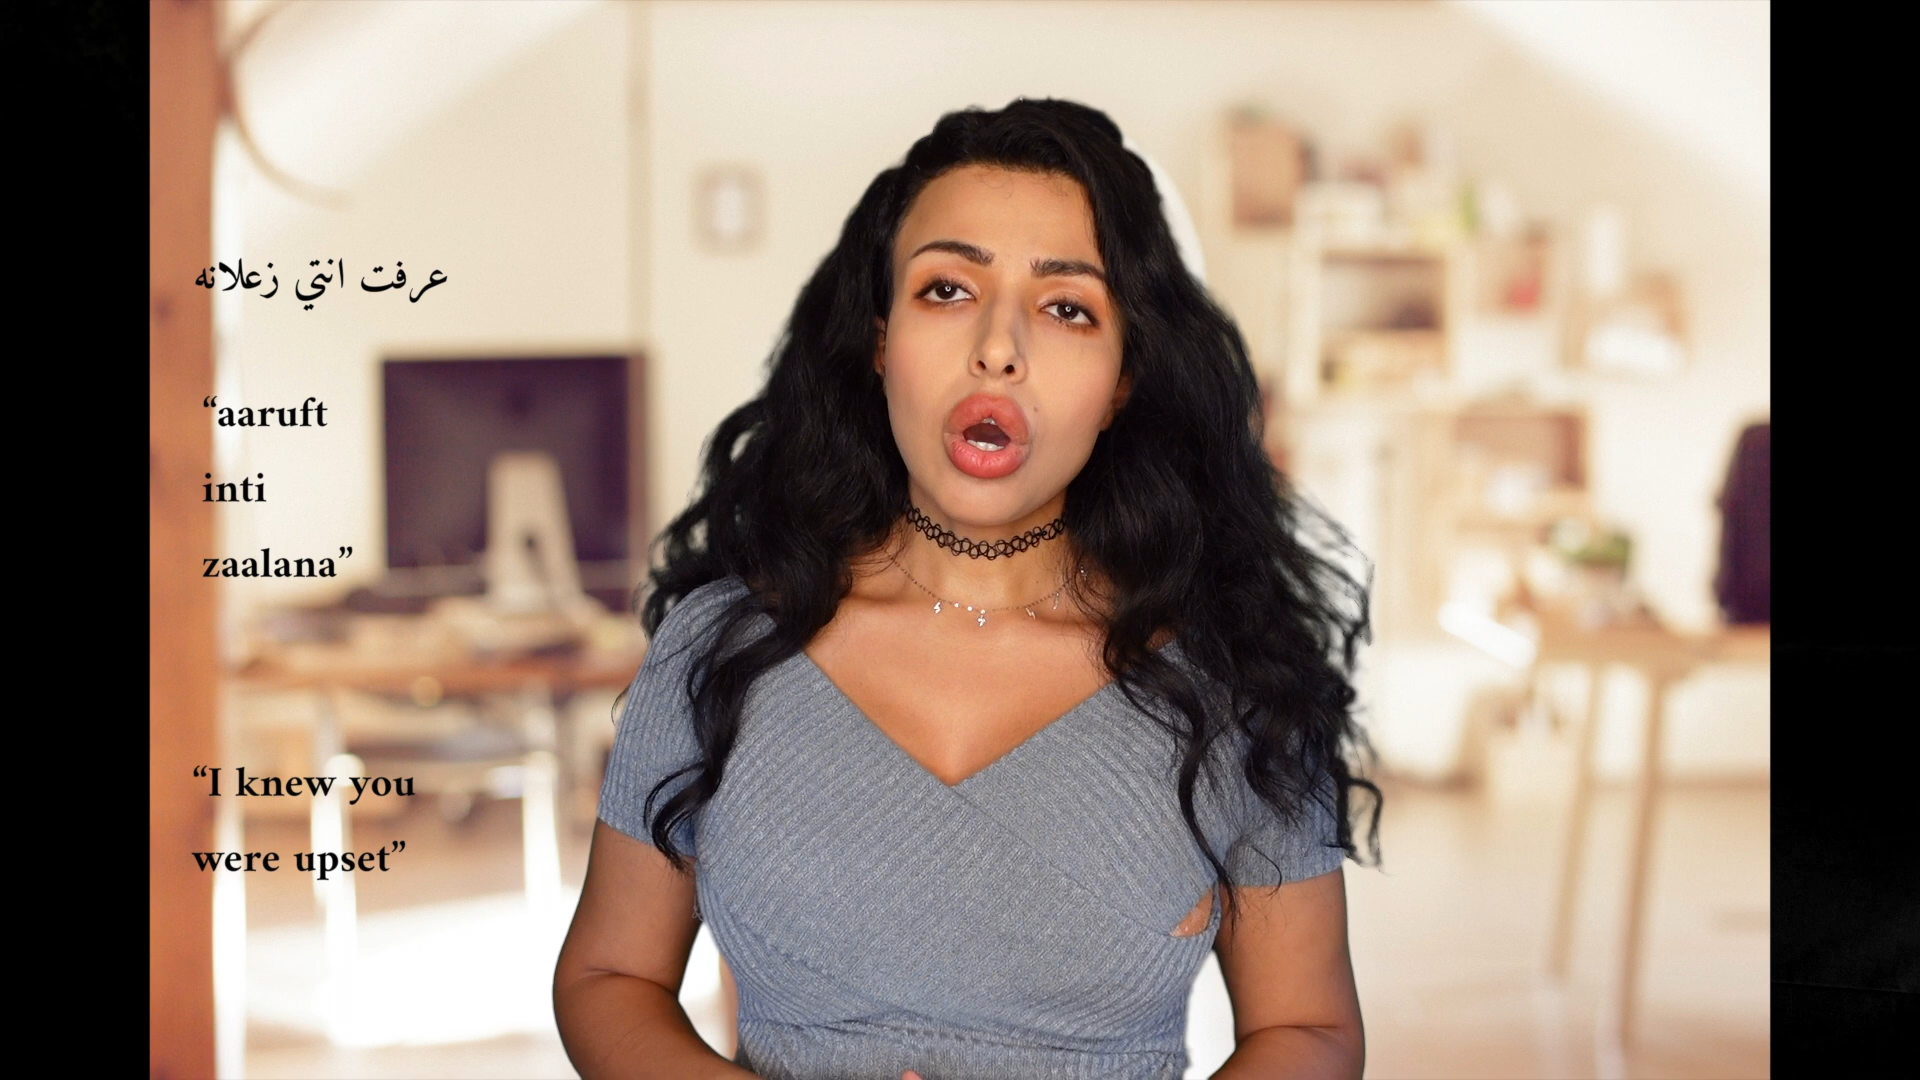 عرفت انتي زعلانه
“aaruft
inti
zaalana”
“I knew you
were upset”